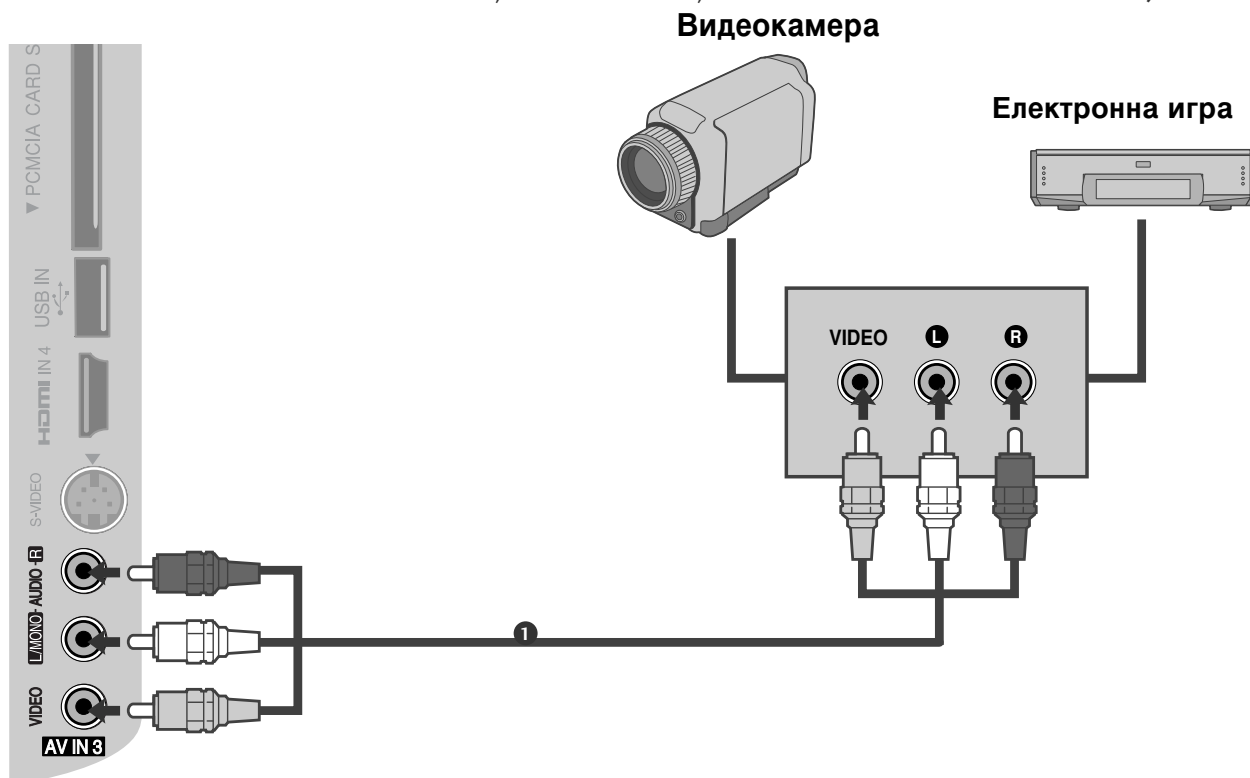 Видеокамера
Електронна игра
PCMCIA CARD S
USB IN
HDMI IN 4
S-VIDEO
L/MONO- AUDIO -R
VIDEO
AV IN 3
VIDEO L R
1